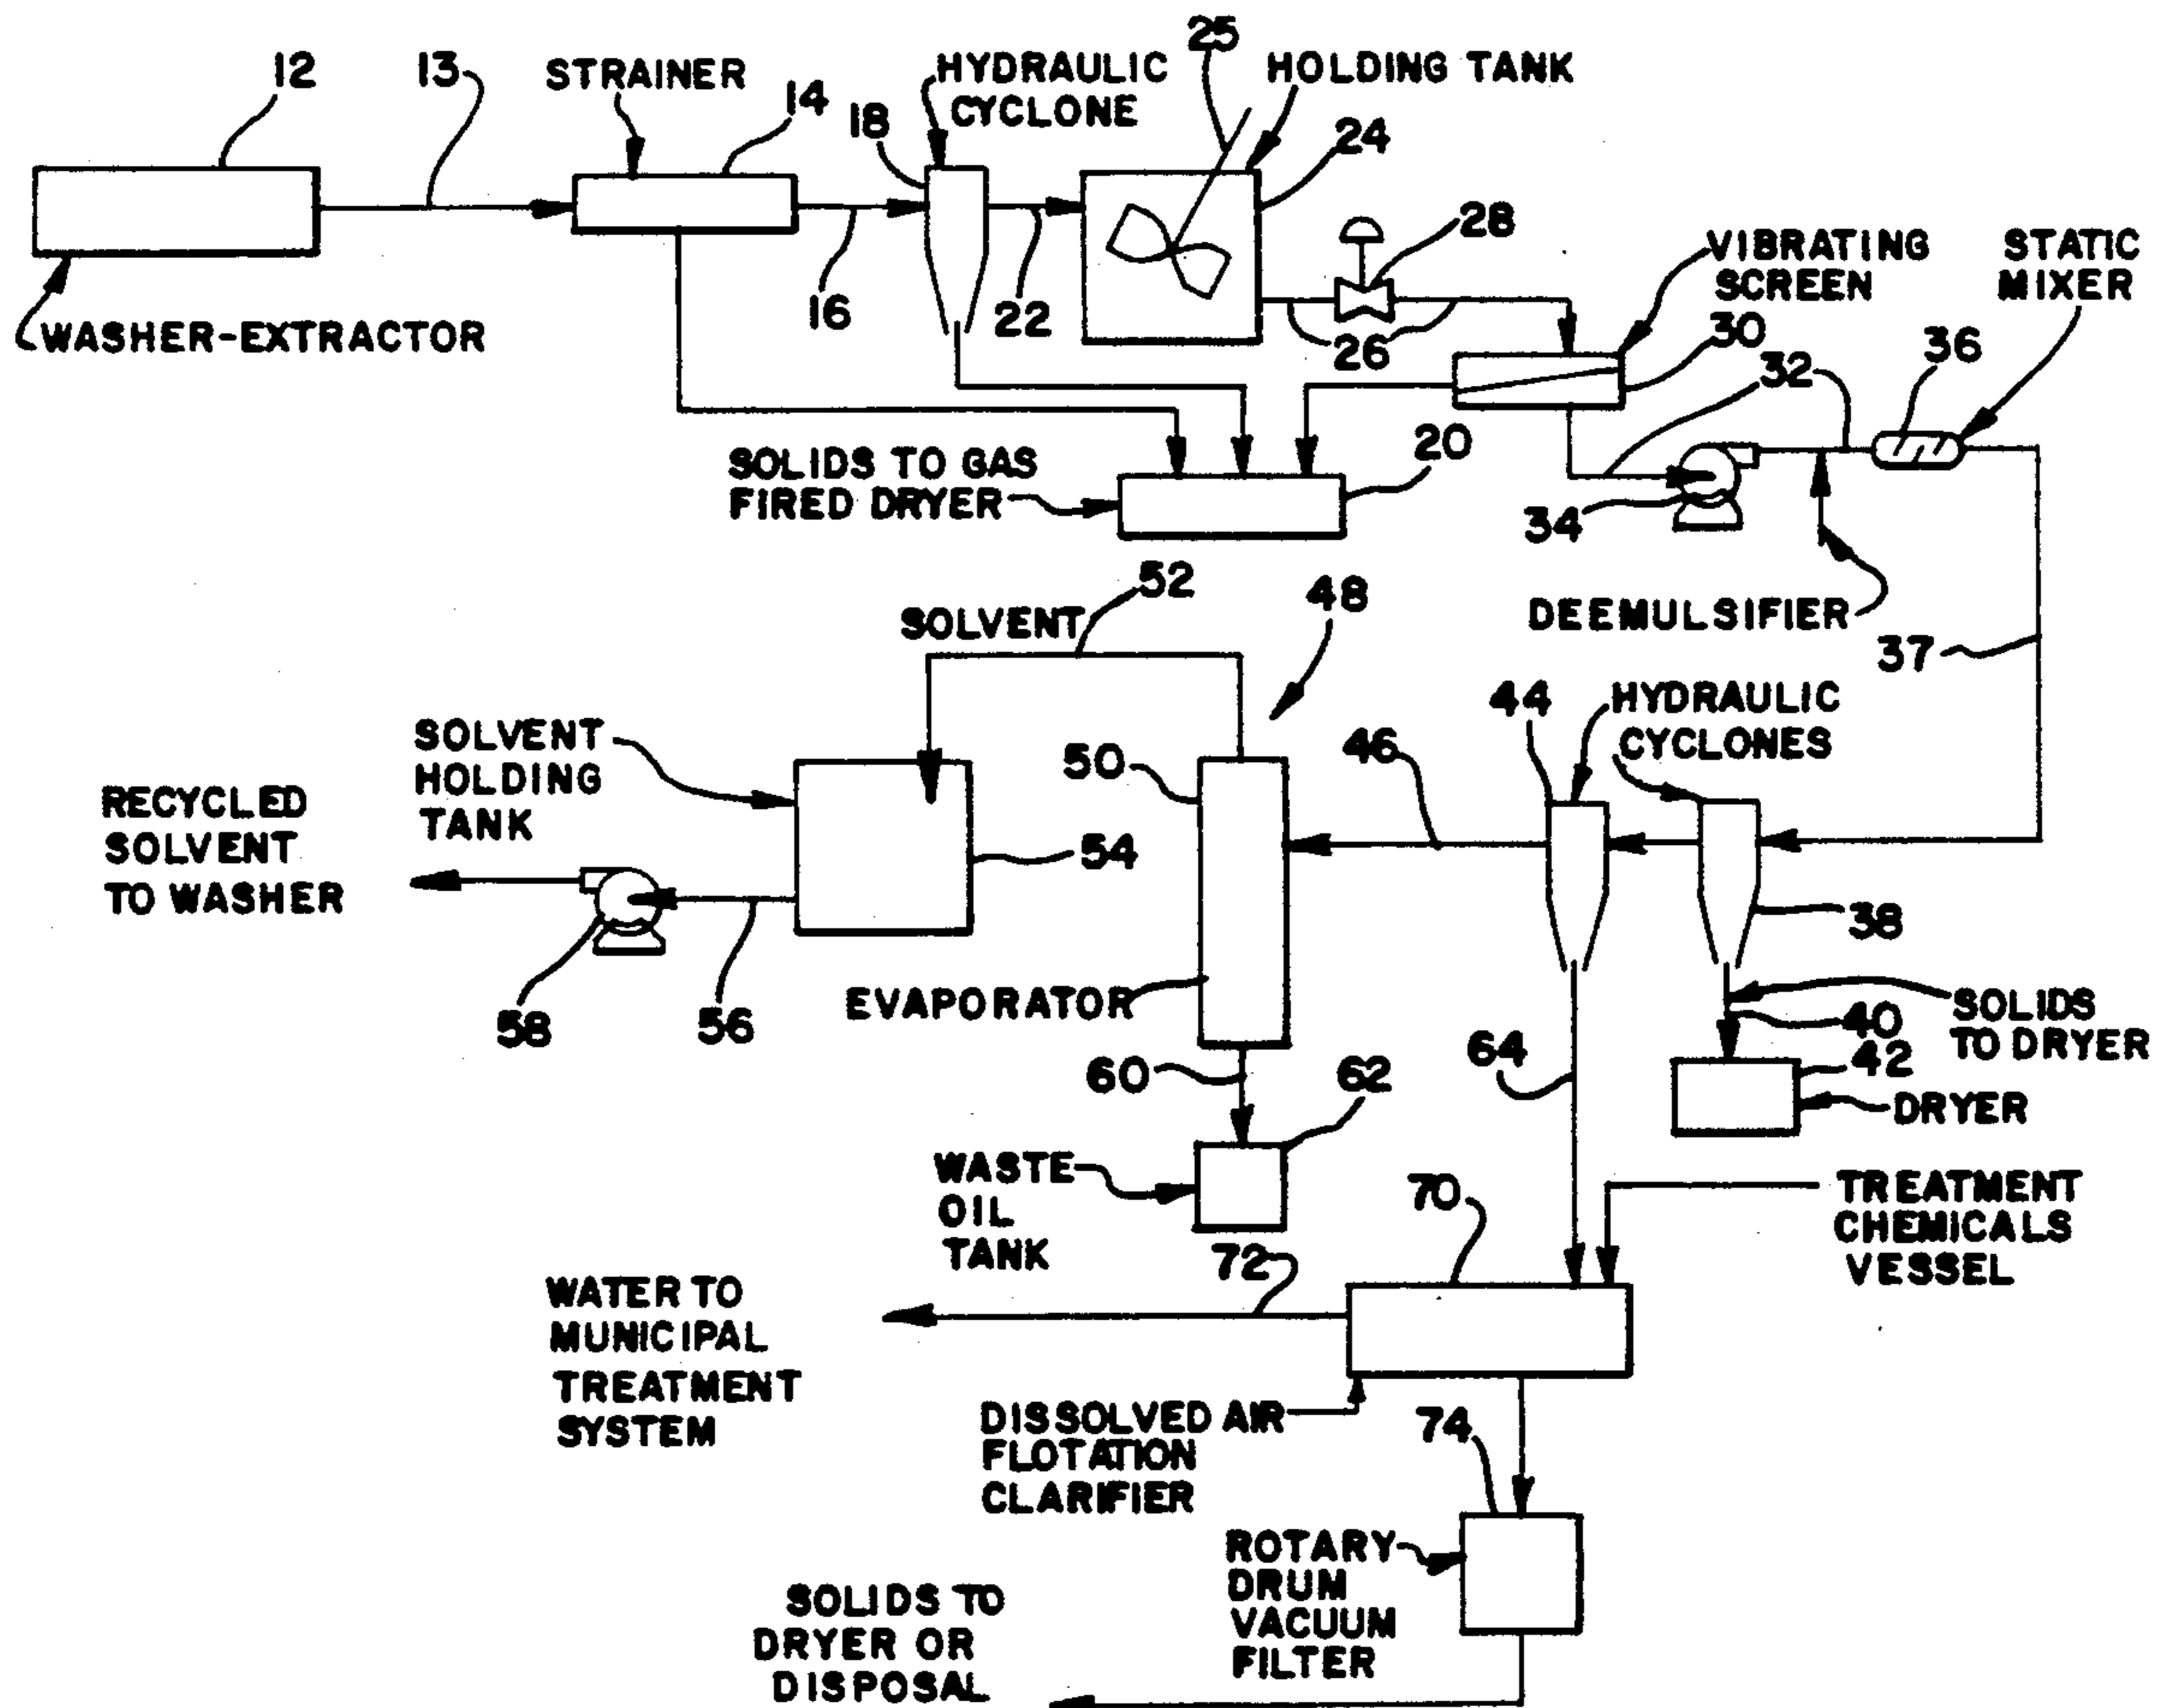 12
13
STRAINER
14
18
HYDRAULIC
CYCLONE
25
HOLDING TANK
24
28
VIBRATING
SCREEN
STATIC
MIXER
WASHER-EXTRACTOR
16
22
26
30
32
36
SOLIDS TO GAS
FIRED DRYER
20
34
DEEMULSIFIER
37
52
SOLVENT
48
44
HYDRAULIC
CYCLONES
SOLVENT
HOLDING
TANK
50
46
RECYCLED
SOLVENT
TO WASHER
54
38
58
56
EVAPORATOR
64
SOLIDS
TO DRYER
40
42
DRYER
60
62
WASTE
OIL
TANK
70
TREATMENT
CHEMICALS
VESSEL
72
WATER TO
MUNICIPAL
TREATMENT
SYSTEM
DISSOLVED AIR
FLOTATION
CLARIFIER
74
ROTARY
DRUM
VACUUM
FILTER
SOLIDS TO
DRYER OR
DISPOSAL